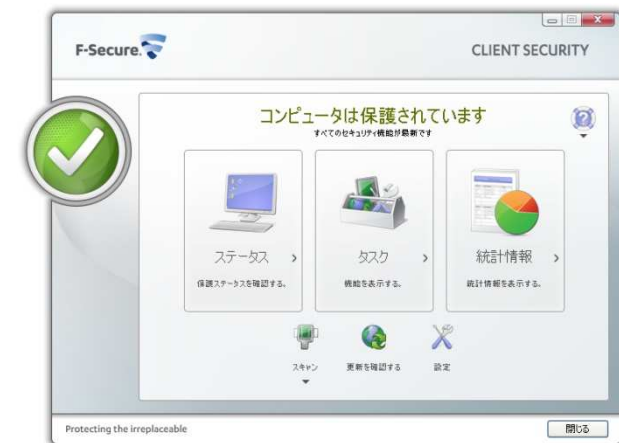 F-Secure.
CLIENT SECURITY
コンピュータは保護されています
すべてのセキュリティ機能が最新です
ステータス
保護ステータスを確認する。
タスク
機能を表示する。
統計情報
統計情報を表示する。
スキャン
更新を確認する
設定
Protecting the irreplaceable
閉じる